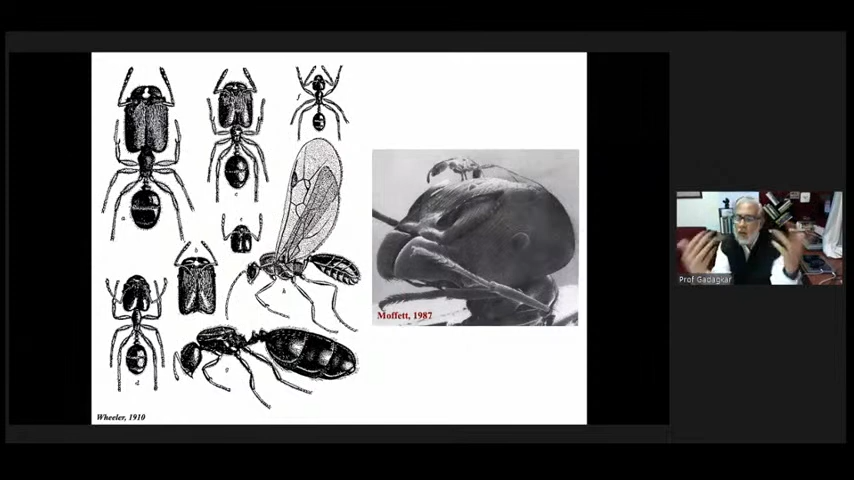 a
c
f
e
b
h
d
g
Moffett, 1987
Wheeler, 1910
Prof Gadagkar